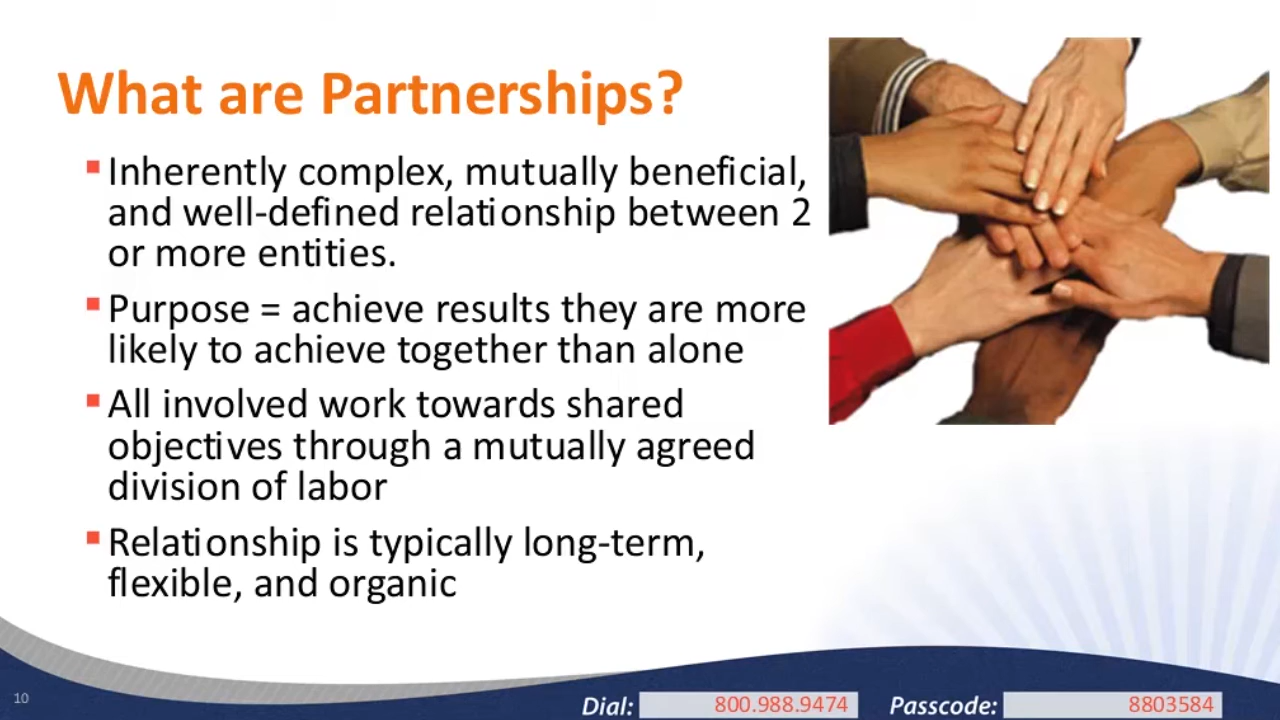 What are Partnerships?
Inherently complex, mutually beneficial,
and well-defined relationship between 2
or more entities.
Purpose = achieve results they are more
likely to achieve together than alone
All involved work towards shared
objectives through a mutually agreed
division of labor
Relationship is typically long-term,
flexible, and organic
10
Dial: 800.988.9474 Passcode: 8803584